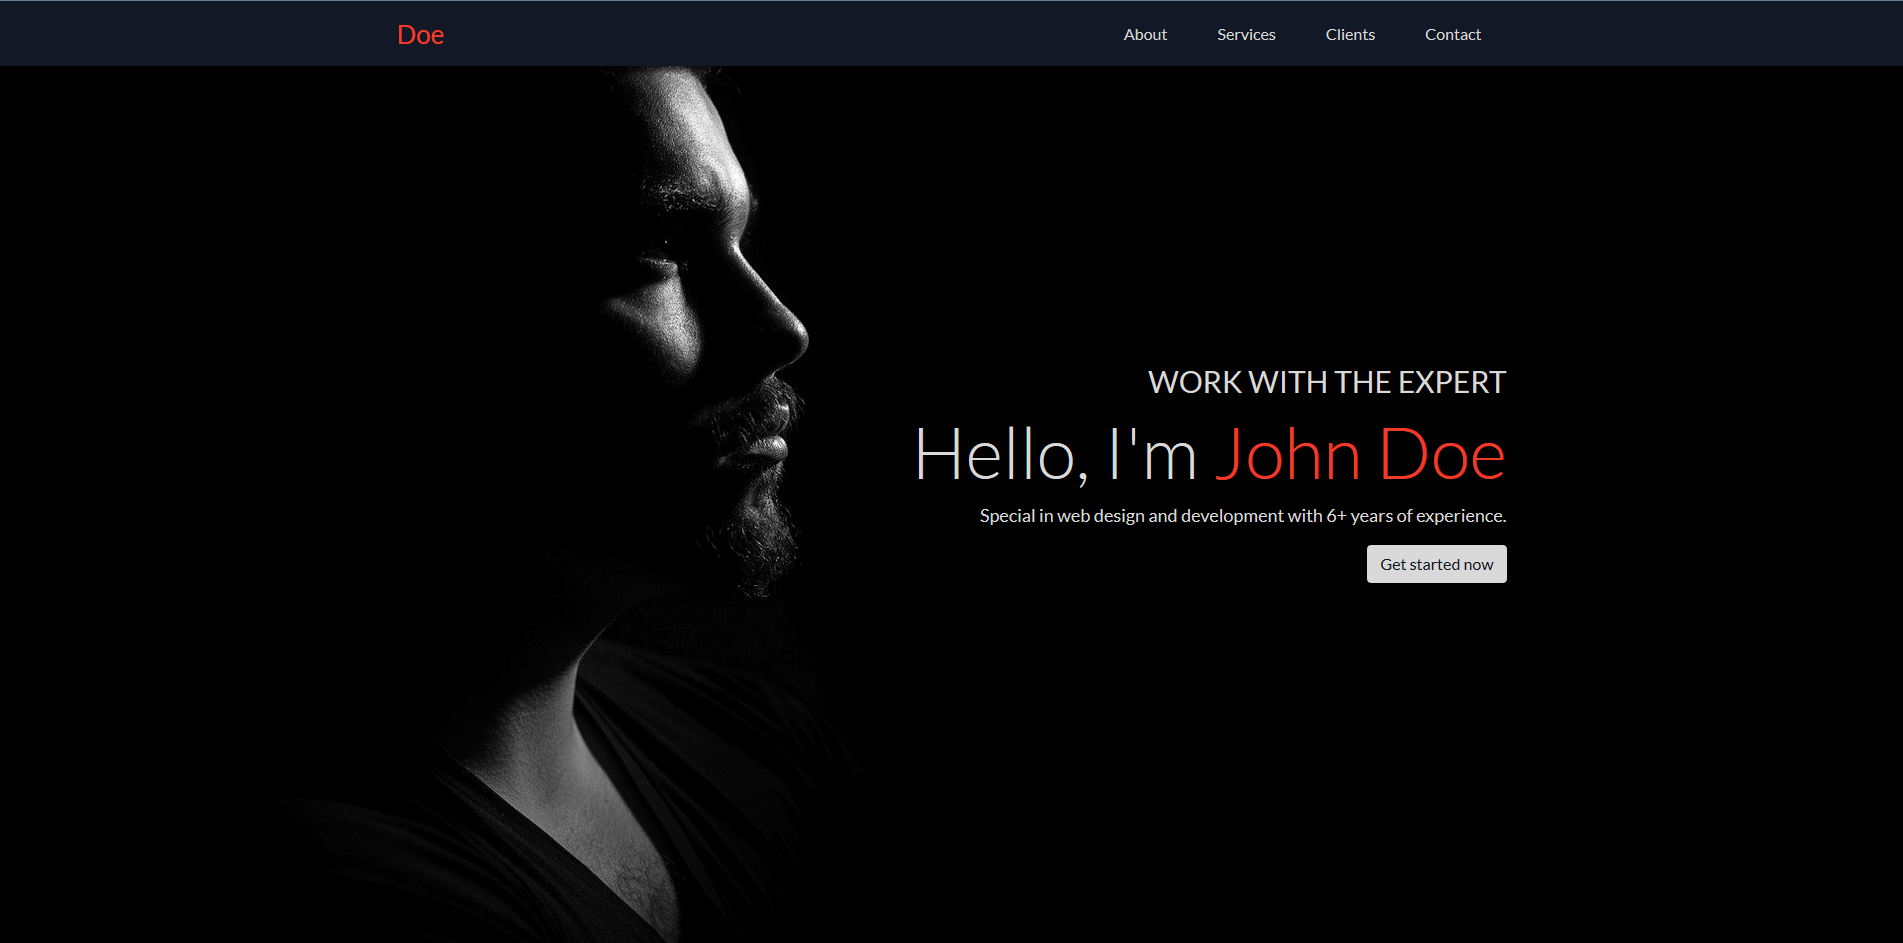 Doe
About Services Clients Contact
WORK WITH THE EXPERT
Hello, I'm John Doe
Special in web design and development with 6+ years of experience.
Get started now